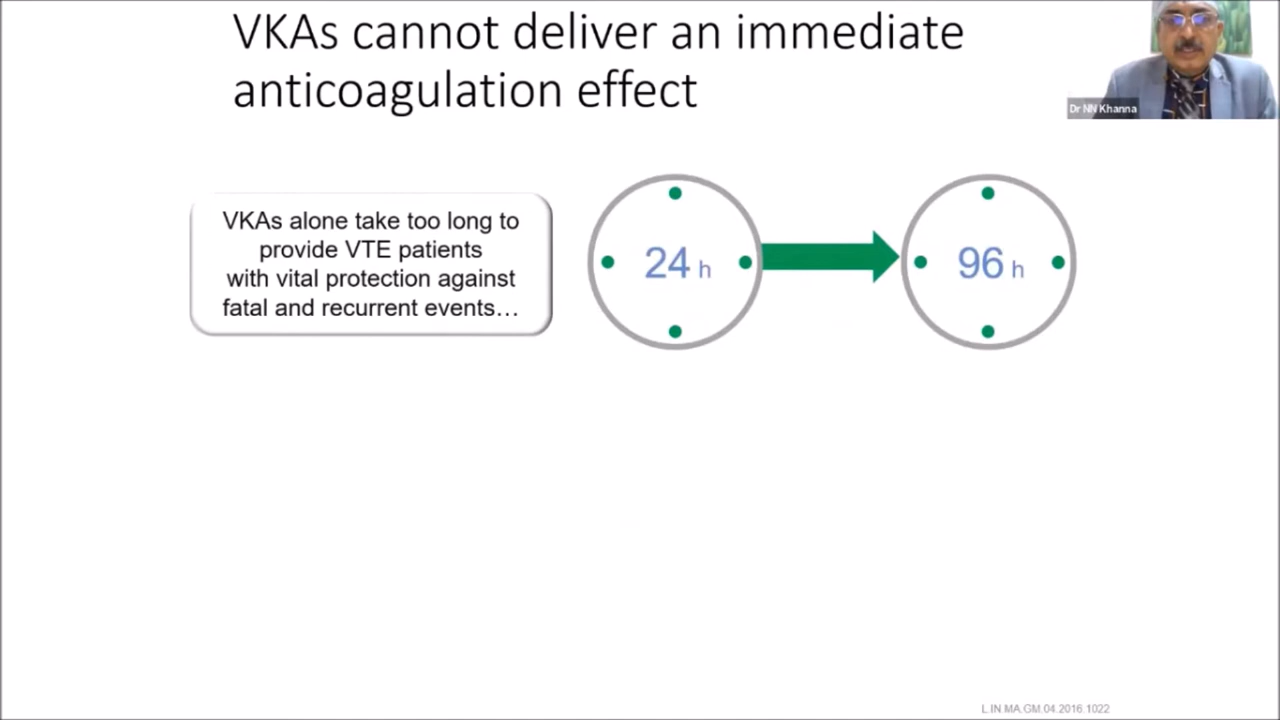 VKAs cannot deliver an immediate
anticoagulation effect
Dr NN Khanna
VKAs alone take too long to
provide VTE patients
with vital protection against
fatal and recurrent events…
24 h
96 h
L.IN.MA.GM.04.2016.1022